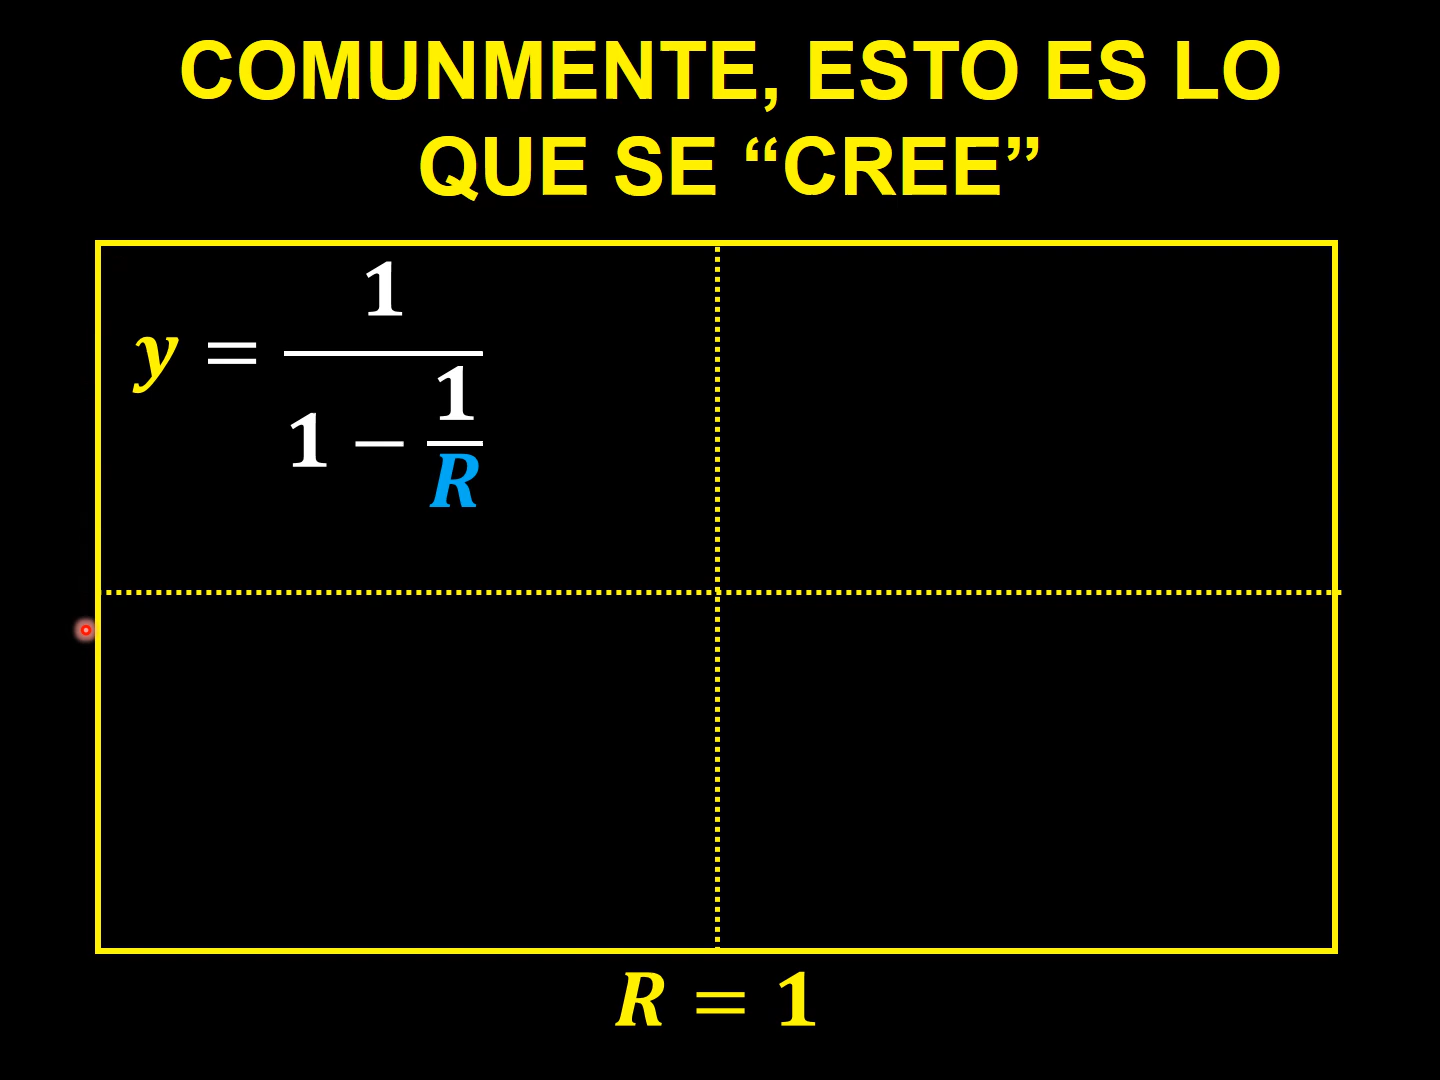 COMUNMENTE, ESTO ES LO
QUE SE “CREE”
y = 1 / (1 − 1/R)
R = 1